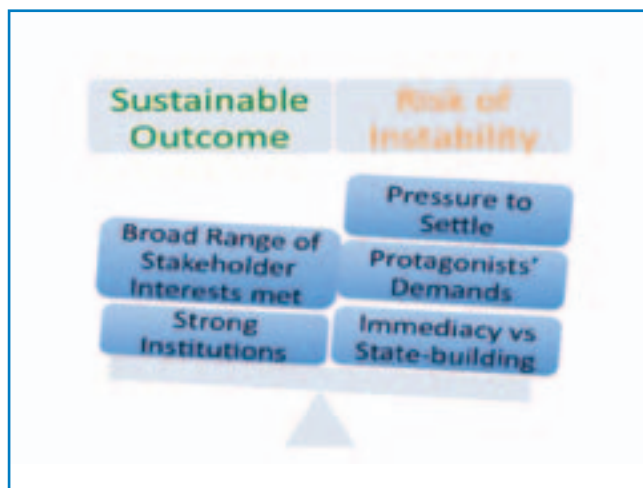 Sustainable
Outcome
Risk of
Instability
Broad Range of
Stakeholder
Interests met
Strong
Institutions
Pressure to
Settle
Protagonists'
Demands
Immediacy vs
State-building